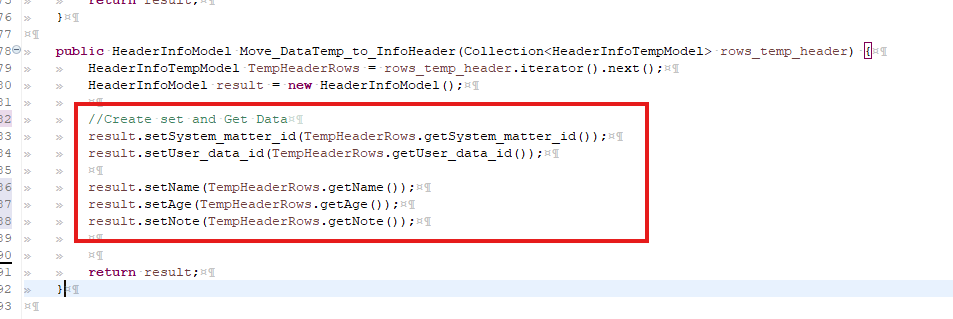 75 return result;
76 }
77
78 public HeaderInfoModel Move_DataTemp_to_InfoHeader(Collection<HeaderInfoTempModel> rows_temp_header) {
79 HeaderInfoTempModel TempHeaderRows = rows_temp_header.iterator().next();
80 HeaderInfoModel result = new HeaderInfoModel();
81
82 //Create set and Get Data
83 result.setSystem_matter_id(TempHeaderRows.getSystem_matter_id());
84 result.setUser_data_id(TempHeaderRows.getUser_data_id());
85
86 result.setName(TempHeaderRows.getName());
87 result.setAge(TempHeaderRows.getAge());
88 result.setNote(TempHeaderRows.getNote());
89
90
91 return result;
92 }
93